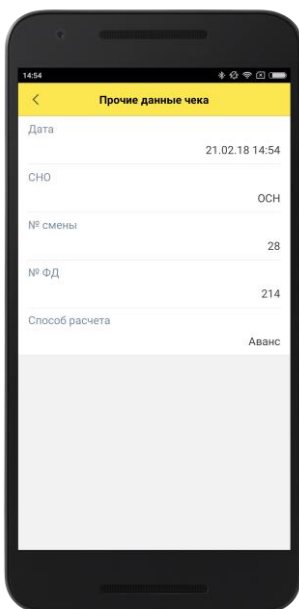 14:54
Прочие данные чека
Дата
21.02.18 14:54
СНО
ОСН
№ смены
28
№ ФД
214
Способ расчета
Аванс